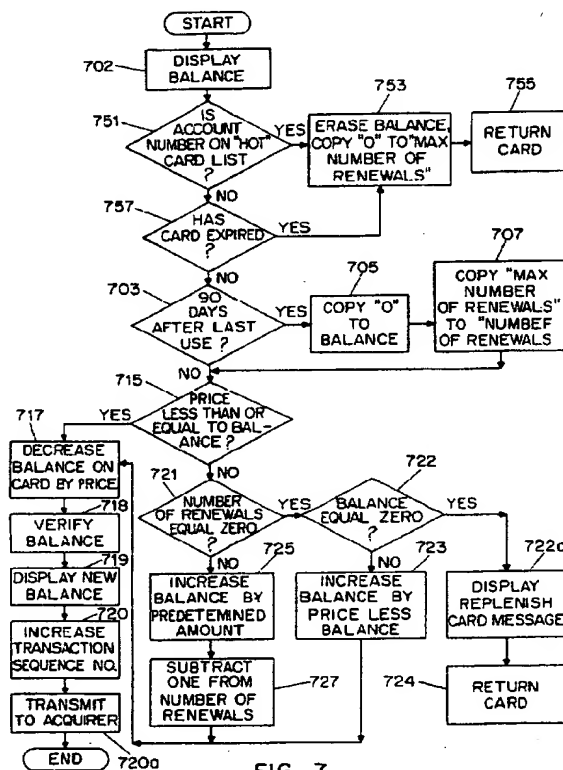 START
702
DISPLAY
BALANCE
751
IS
ACCOUNT
NUMBER ON "HOT"
CARD LIST
?
YES
753
ERASE BALANCE,
COPY "O" TO "MAX
NUMBER OF
RENEWALS"
755
RETURN
CARD
NO
757
HAS
CARD EXPIRED
?
YES
NO
703
90
DAYS
AFTER LAST
USE ?
YES
705
COPY "O"
TO
BALANCE
707
COPY "MAX
NUMBER
OF RENEWALS"
TO "NUMBEF
OF RENEWALS
NO
715
PRICE
LESS THAN OR
EQUAL TO BAL-
ANCE ?
YES
717
DECREASE
BALANCE ON
CARD BY PRICE
718
VERIFY
BALANCE
719
DISPLAY NEW
BALANCE
720
INCREASE
TRANSACTION
SEQUENCE NO.
TRANSMIT
TO ACQUIRER
720a
END
NO
721
NUMBER
OF RENEWALS
EQUAL ZERO
?
YES
722
BALANCE
EQUAL ZERO
?
YES
NO
725
INCREASE
BALANCE BY
PREDETEMINED
AMOUNT
SUBTRACT
ONE FROM
NUMBER OF
RENEWALS
727
NO
723
INCREASE
BALANCE BY
PRICE LESS
BALANCE
722a
DISPLAY
REPLENISH
CARD MESSAGE
724
RETURN
CARD
FIG. 7